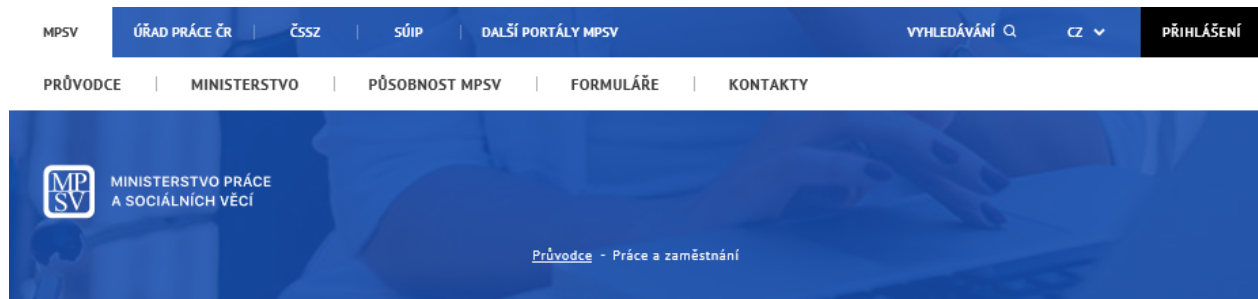 MPSV ÚŘAD PRÁCE ČR | ČSSZ | SÚIP | DALŠÍ PORTÁLY MPSV VYHLEDÁVÁNÍ CZ PŘIHLÁŠENÍ
PRŮVODCE | MINISTERSTVO | PŮSOBNOST MPSV | FORMULÁŘE | KONTAKTY
MP
SV
MINISTERSTVO PRÁCE
A SOCIÁLNÍCH VĚCÍ
Průvodce - Práce a zaměstnání